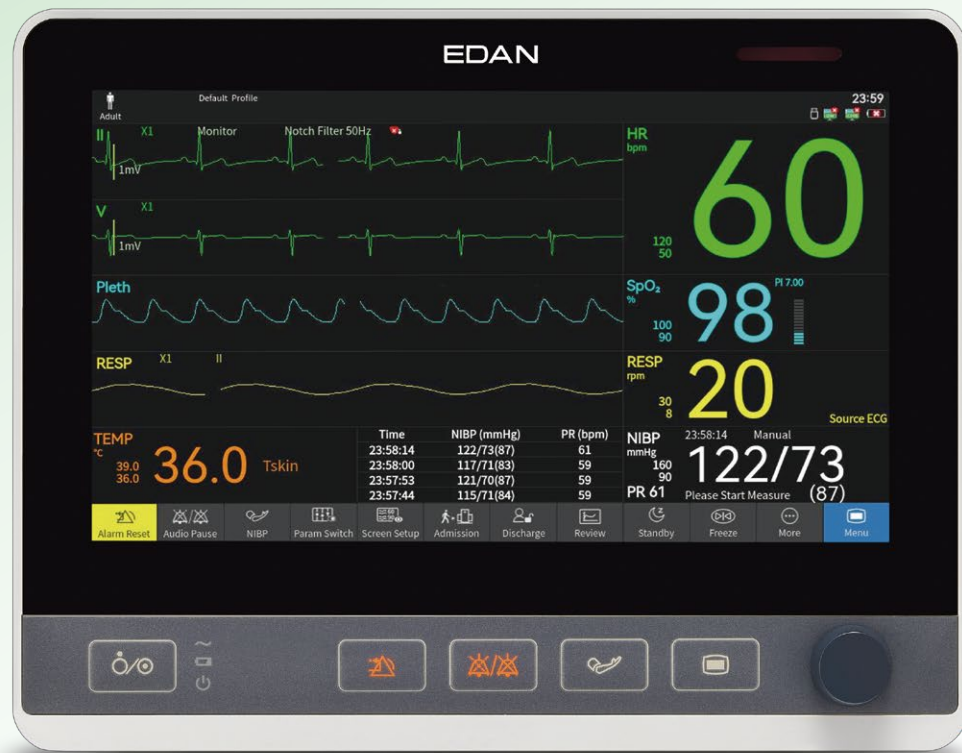 EDAN
Default Profile
23:59
Adult
II X1 Monitor Notch Filter 50Hz
1mV
V X1
1mV
Pleth
RESP X1 II
HR
bpm
60
120
50
SpO₂
%
98
PI 7.00
100
90
RESP
rpm
20
30
8
Source ECG
TEMP
°C
39.0
36.0
36.0
Tskin
Time NIBP (mmHg) PR (bpm)
23:58:14 122/73(87) 61
23:58:00 117/71(83) 59
23:57:53 121/70(87) 59
23:57:44 115/71(84) 59
NIBP 23:58:14 Manual
mmHg
160
90
122/73
(87)
PR 61 Please Start Measure
Alarm Reset Audio Pause NIBP Param Switch Screen Setup Admission Discharge Review Standby Freeze More Menu